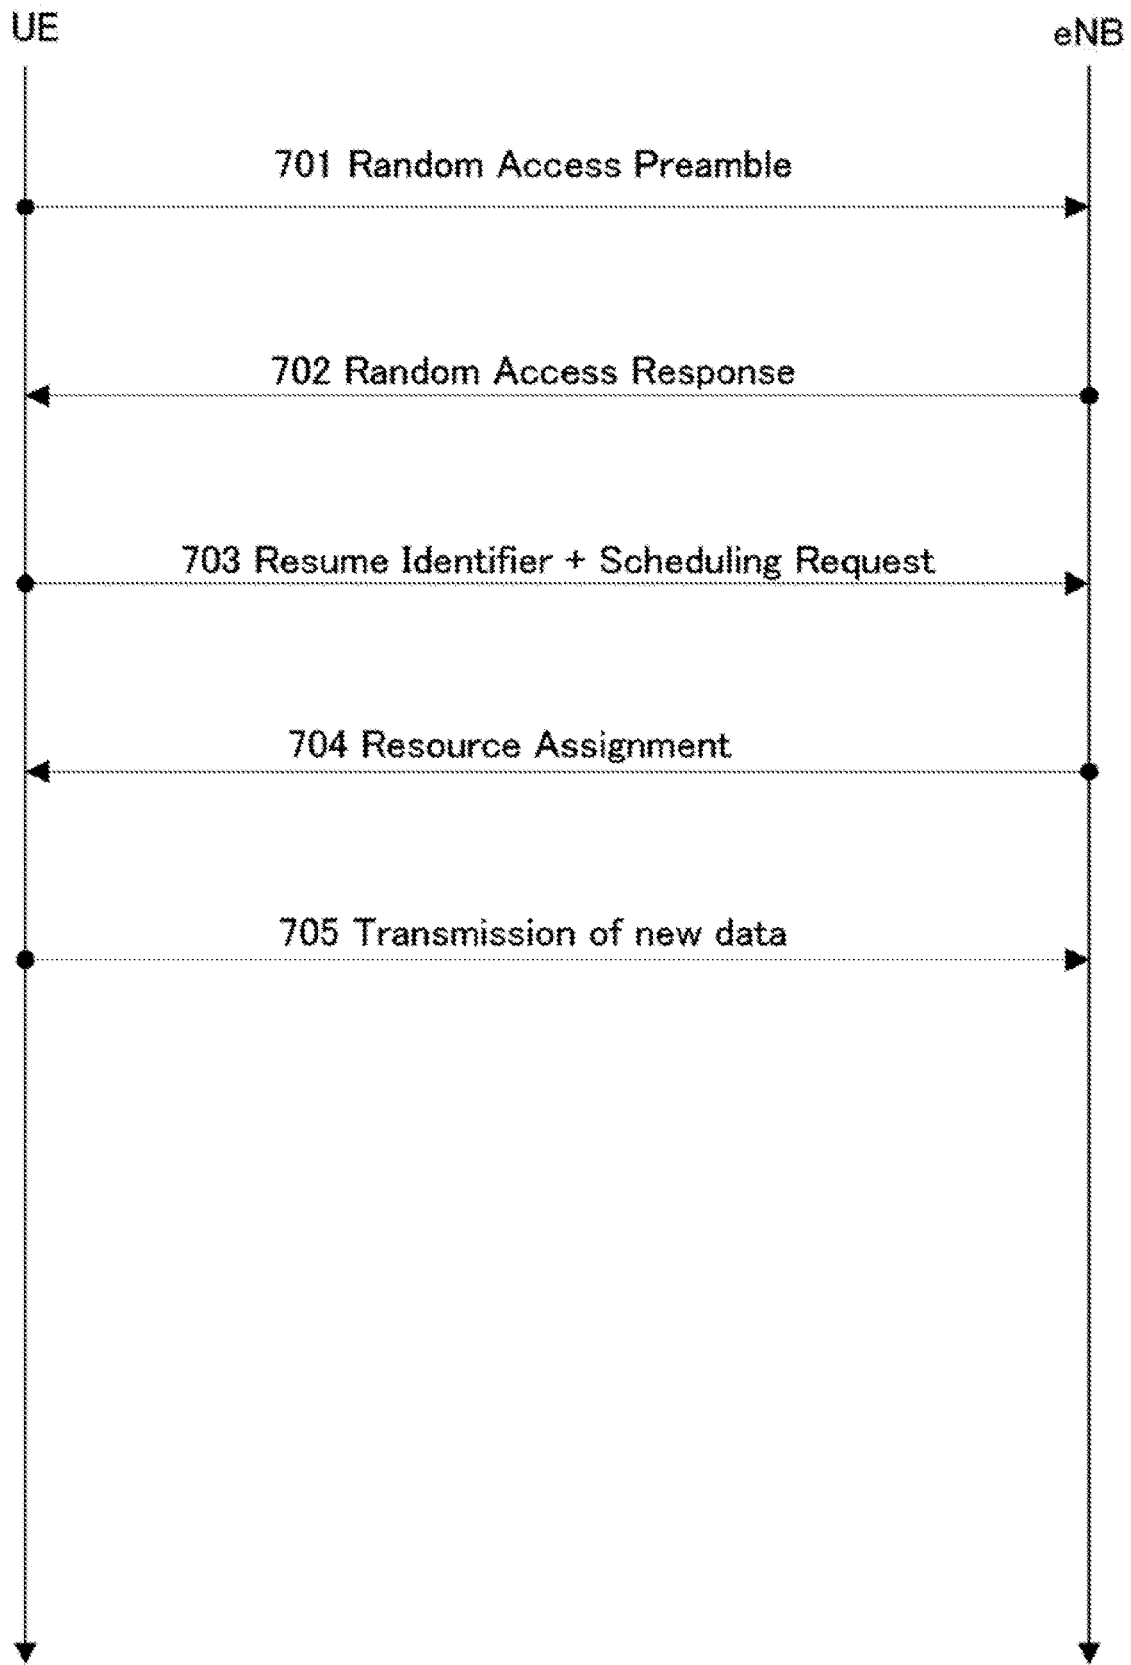 UE
eNB
701 Random Access Preamble
702 Random Access Response
703 Resume Identifier + Scheduling Request
704 Resource Assignment
705 Transmission of new data